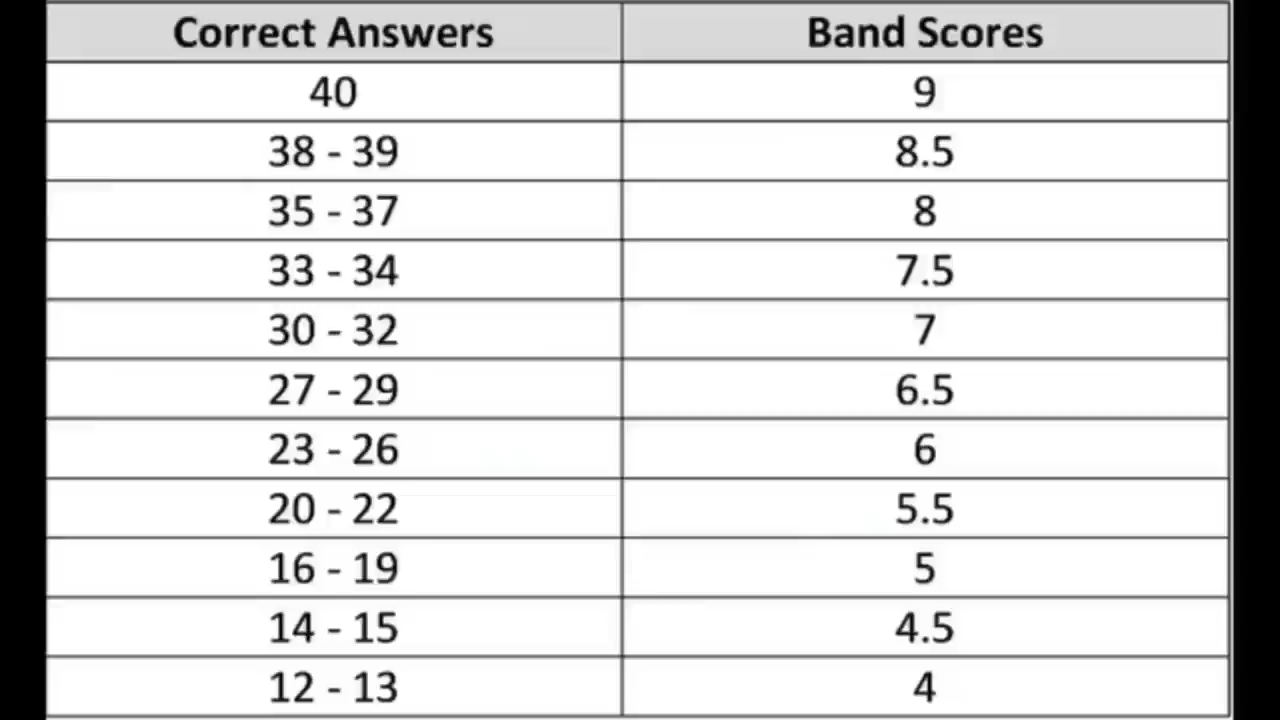 Correct Answers Band Scores
40 9
38 - 39 8.5
35 - 37 8
33 - 34 7.5
30 - 32 7
27 - 29 6.5
23 - 26 6
20 - 22 5.5
16 - 19 5
14 - 15 4.5
12 - 13 4